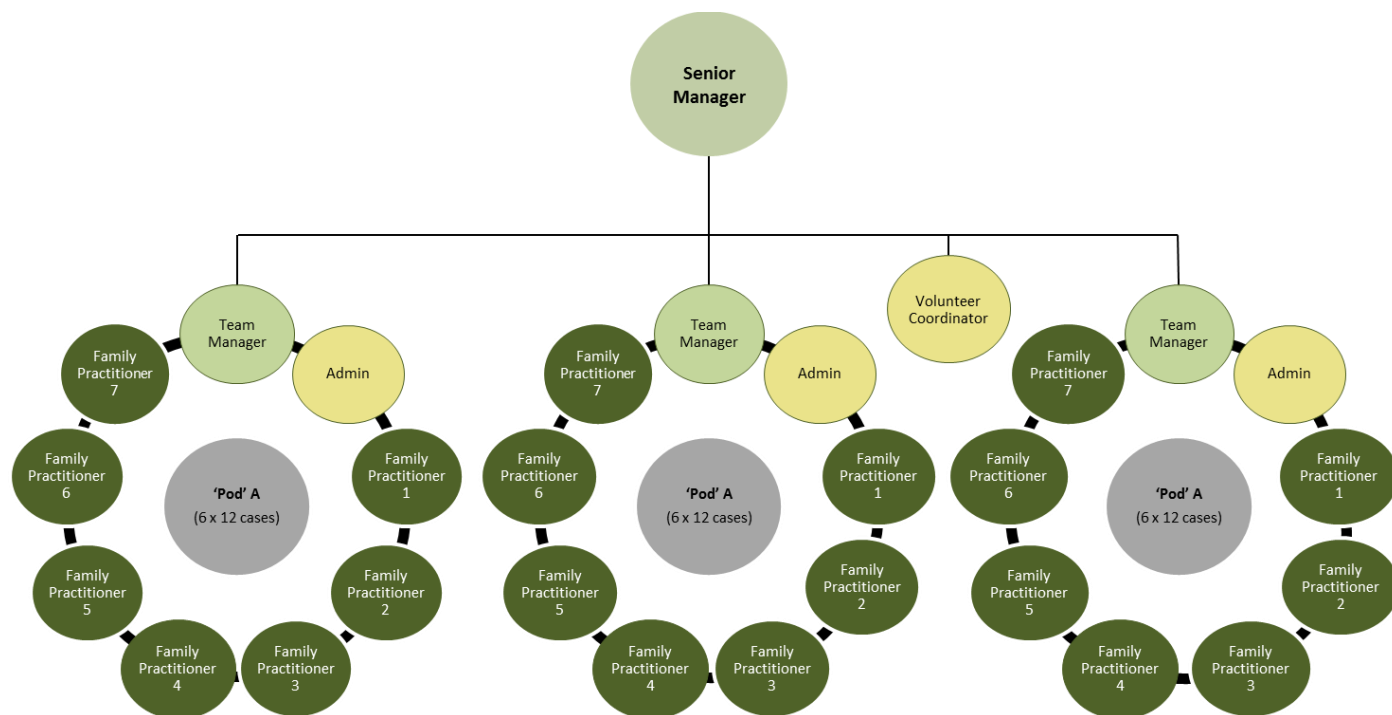 Senior
Manager
Team
Manager
Admin
Family
Practitioner
1
Family
Practitioner
2
Family
Practitioner
3
Family
Practitioner
4
Family
Practitioner
5
Family
Practitioner
6
Family
Practitioner
7
‘Pod’ A
(6 x 12 cases)
Team
Manager
Admin
Family
Practitioner
1
Family
Practitioner
2
Family
Practitioner
3
Family
Practitioner
4
Family
Practitioner
5
Family
Practitioner
6
Family
Practitioner
7
‘Pod’ A
(6 x 12 cases)
Volunteer
Coordinator
Team
Manager
Admin
Family
Practitioner
1
Family
Practitioner
2
Family
Practitioner
3
Family
Practitioner
4
Family
Practitioner
5
Family
Practitioner
6
Family
Practitioner
7
‘Pod’ A
(6 x 12 cases)